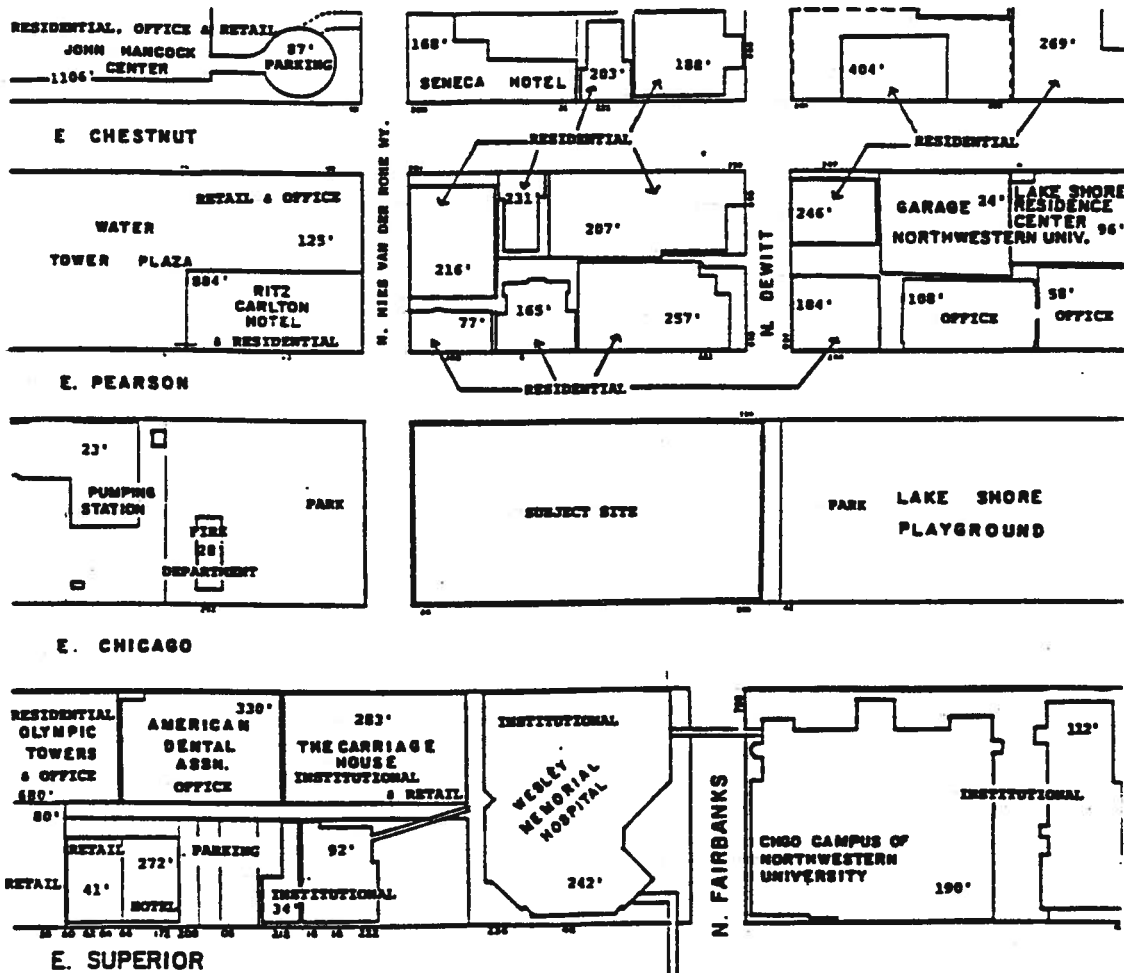 RESIDENTIAL, OFFICE & RETAIL
JOHN HANCOCK
CENTER
1106'
87'
PARKING
168'
SENECA HOTEL
203'
188'
404'
269'
E CHESTNUT
RESIDENTIAL
RESIDENTIAL
N. MIES VAN DER ROHE WY.
RETAIL & OFFICE
WATER
TOWER PLAZA
125'
884'
RITZ
CARLTON
HOTEL
& RESIDENTIAL
231'
207'
216'
165'
77'
257'
N. DEWITT
246'
GARAGE 24'
NORTHWESTERN UNIV.
LAKE SHORE
RESIDENCE
CENTER
96'
184'
108'
OFFICE
58'
OFFICE
E. PEARSON
RESIDENTIAL
23'
PUMPING
STATION
FIRE
28'
DEPARTMENT
PARK
SUBJECT SITE
PARK
LAKE SHORE
PLAYGROUND
E. CHICAGO
RESIDENTIAL
OLYMPIC
TOWERS
& OFFICE
680'
330'
AMERICAN
DENTAL
ASSN.
OFFICE
283'
THE CARRIAGE
HOUSE
INSTITUTIONAL
& RETAIL
INSTITUTIONAL
WESLEY
MEMORIAL
HOSPITAL
242'
N. FAIRBANKS
112'
INSTITUTIONAL
CHGO CAMPUS OF
NORTHWESTERN
UNIVERSITY
190'
80'
RETAIL
272'
PARKING
92'
RETAIL
41'
HOTEL
INSTITUTIONAL
34'
E. SUPERIOR